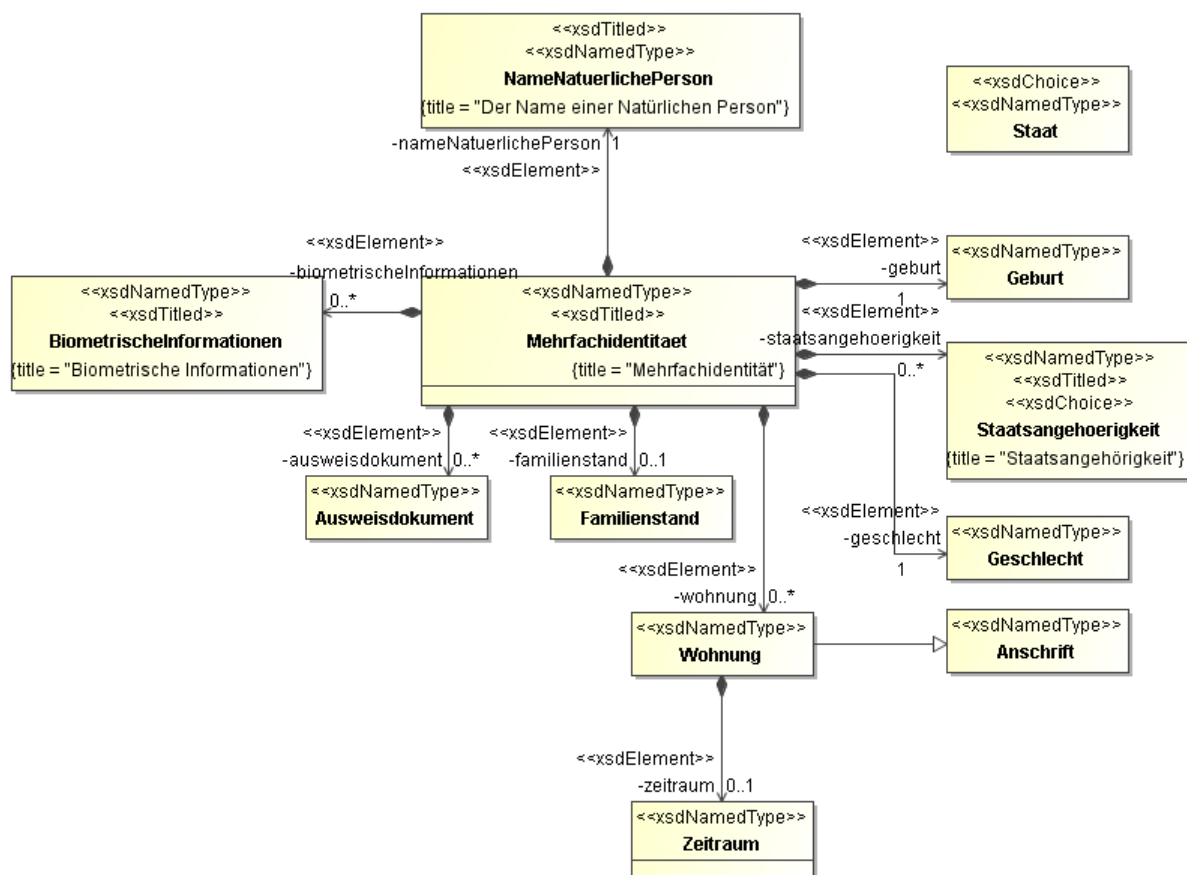 <<xsdTitled>>
<<xsdNamedType>>
NameNatuerlichePerson
{title = "Der Name einer Natürlichen Person"}
<<xsdChoice>>
<<xsdNamedType>>
Staat
-nameNatuerlichePerson 1
<<xsdElement>>
<<xsdElement>>
-biometrischeInformationen
0..*
<<xsdNamedType>>
<<xsdTitled>>
BiometrischeInformationen
{title = "Biometrische Informationen"}
<<xsdNamedType>>
<<xsdTitled>>
Mehrfachidentitaet
{title = "Mehrfachidentität"}
<<xsdElement>>
-geburt
1
<<xsdNamedType>>
Geburt
<<xsdElement>>
-staatsangehoerigkeit
0..*
<<xsdNamedType>>
<<xsdTitled>>
<<xsdChoice>>
Staatsangehoerigkeit
{title = "Staatsangehörigkeit"}
<<xsdElement>>
-ausweisdokument 0..*
<<xsdNamedType>>
Ausweisdokument
<<xsdElement>>
-familienstand 0..1
<<xsdNamedType>>
Familienstand
<<xsdElement>>
-geschlecht
1
<<xsdNamedType>>
Geschlecht
<<xsdElement>>
-wohnung 0..*
<<xsdNamedType>>
Wohnung
<<xsdNamedType>>
Anschrift
<<xsdElement>>
-zeitraum 0..1
<<xsdNamedType>>
Zeitraum